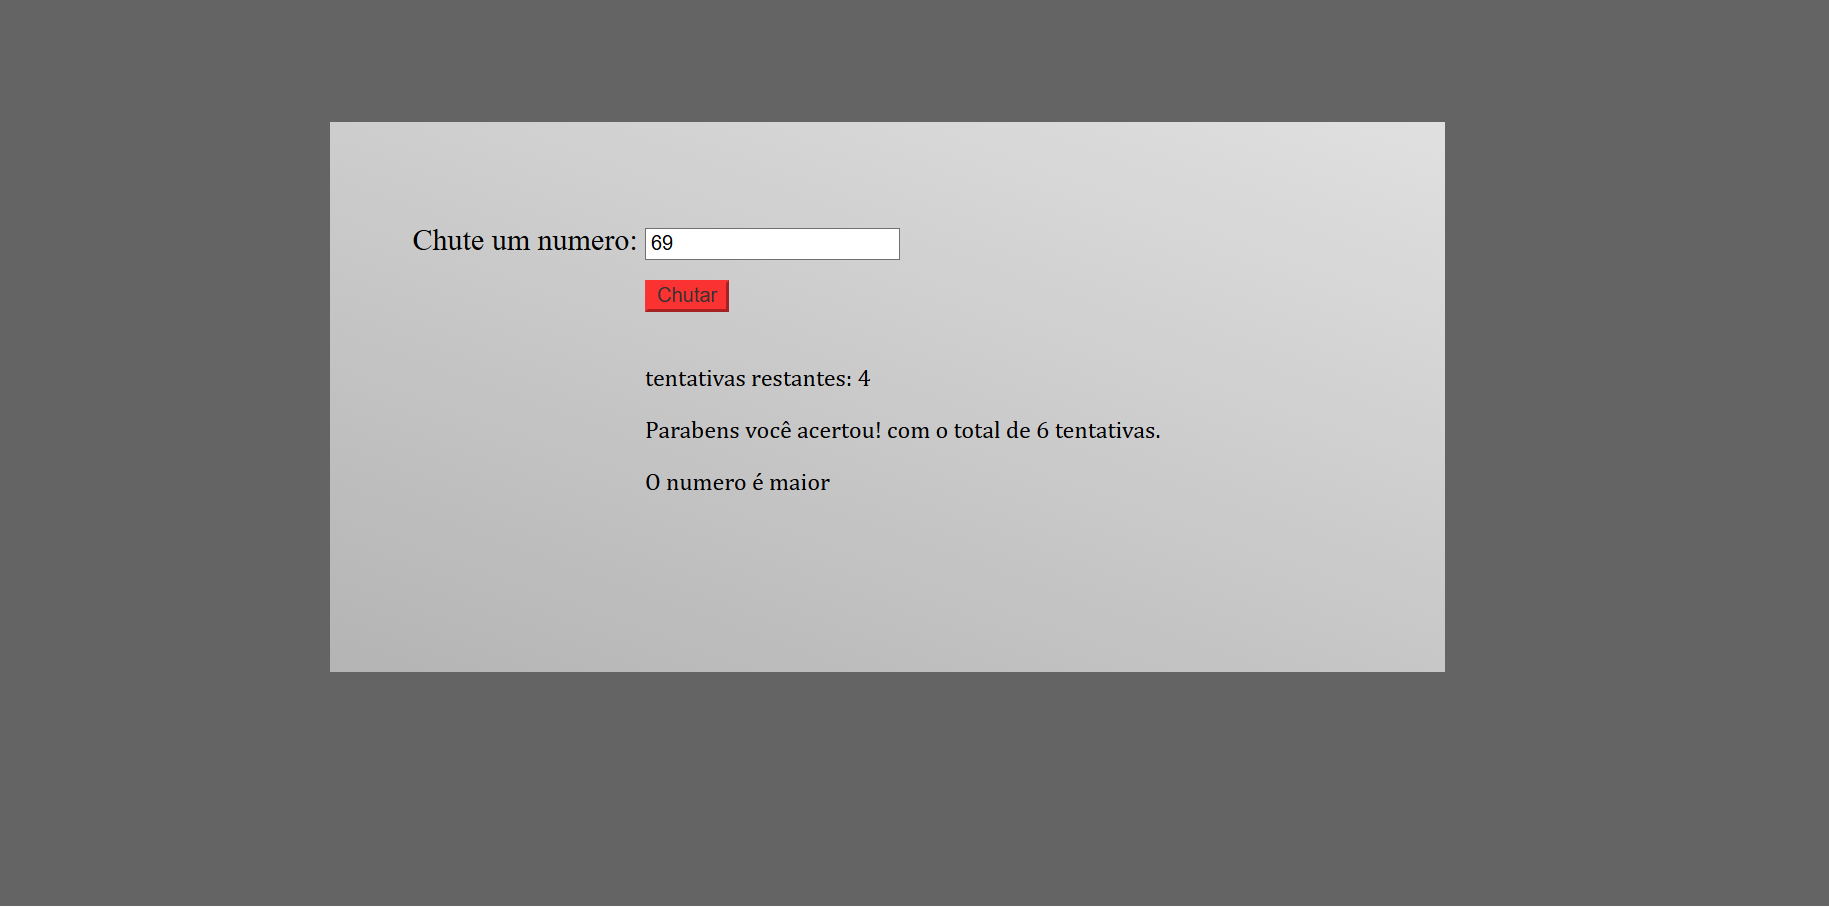 Chute um numero: 69
Chutar
tentativas restantes: 4
Parabens você acertou! com o total de 6 tentativas.
O numero é maior